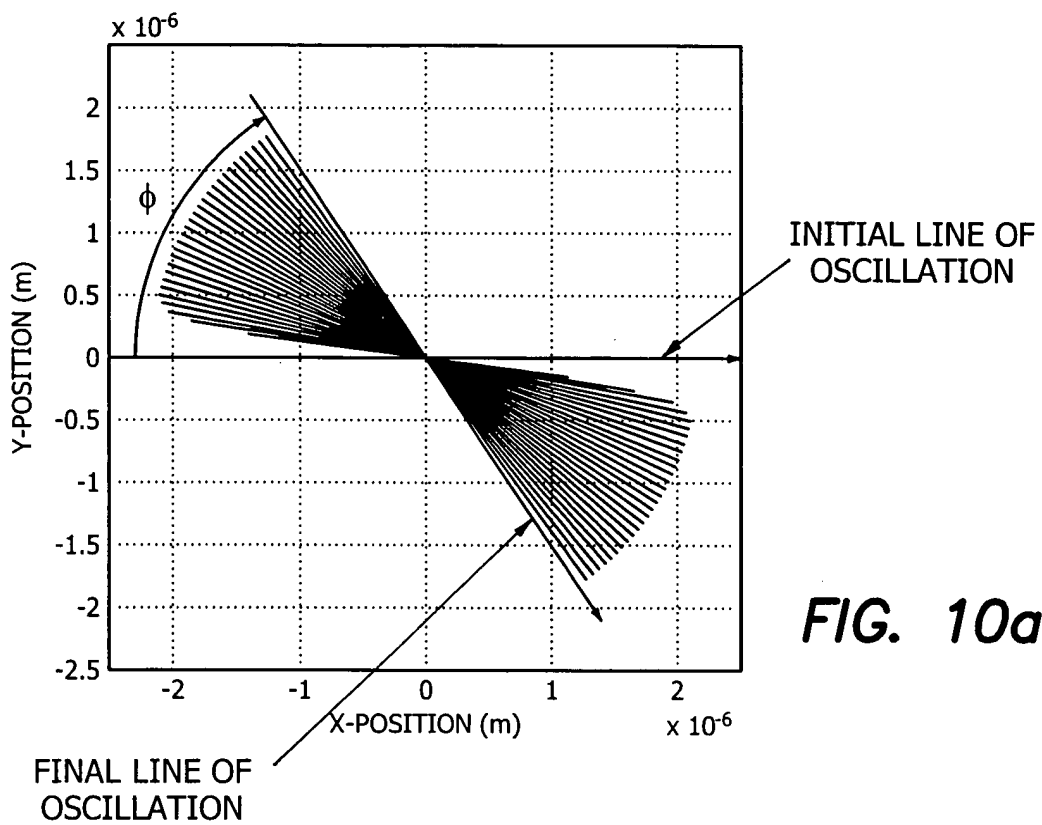 x 10-6
2
1.5
1
0.5
0
-0.5
-1
-1.5
-2
-2.5
Y-POSITION (m)
ϕ
INITIAL LINE OF
OSCILLATION
-2
-1
0
1
2
X-POSITION (m)
x 10-6
FINAL LINE OF
OSCILLATION
FIG. 10a